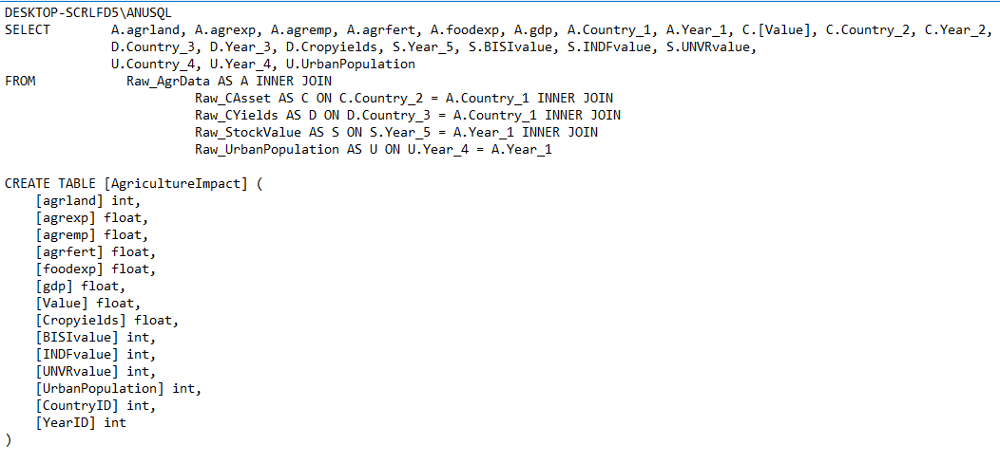 DESKTOP-SCRLFD5\ANUSQL
SELECT A.agrland, A.agrexp, A.agremp, A.agrfert, A.foodexp, A.gdp, A.Country_1, A.Year_1, C.[Value], C.Country_2, C.Year_2,
D.Country_3, D.Year_3, D.Cropyields, S.Year_5, S.BISIvalue, S.INDFvalue, S.UNVRvalue,
U.Country_4, U.Year_4, U.UrbanPopulation
FROM Raw_AgrData AS A INNER JOIN
Raw_CAsset AS C ON C.Country_2 = A.Country_1 INNER JOIN
Raw_CYields AS D ON D.Country_3 = A.Country_1 INNER JOIN
Raw_StockValue AS S ON S.Year_5 = A.Year_1 INNER JOIN
Raw_UrbanPopulation AS U ON U.Year_4 = A.Year_1
CREATE TABLE [AgricultureImpact] (
[agrland] int,
[agrexp] float,
[agremp] float,
[agrfert] float,
[foodexp] float,
[gdp] float,
[Value] float,
[Cropyields] float,
[BISIvalue] int,
[INDFvalue] int,
[UNVRvalue] int,
[UrbanPopulation] int,
[CountryID] int,
[YearID] int
)